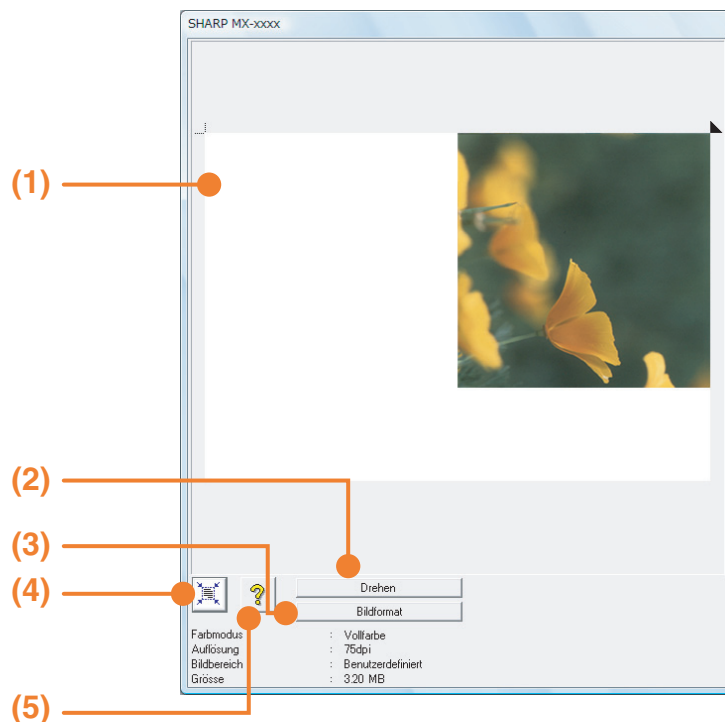 SHARP MX-xxxx
(1)
(2)
(3)
(4)
(5)
?
Drehen
Bildformat
Farbmodus : Vollfarbe
Auflösung : 75dpi
Bildbereich : Benutzerdefiniert
Grösse : 3.20 MB